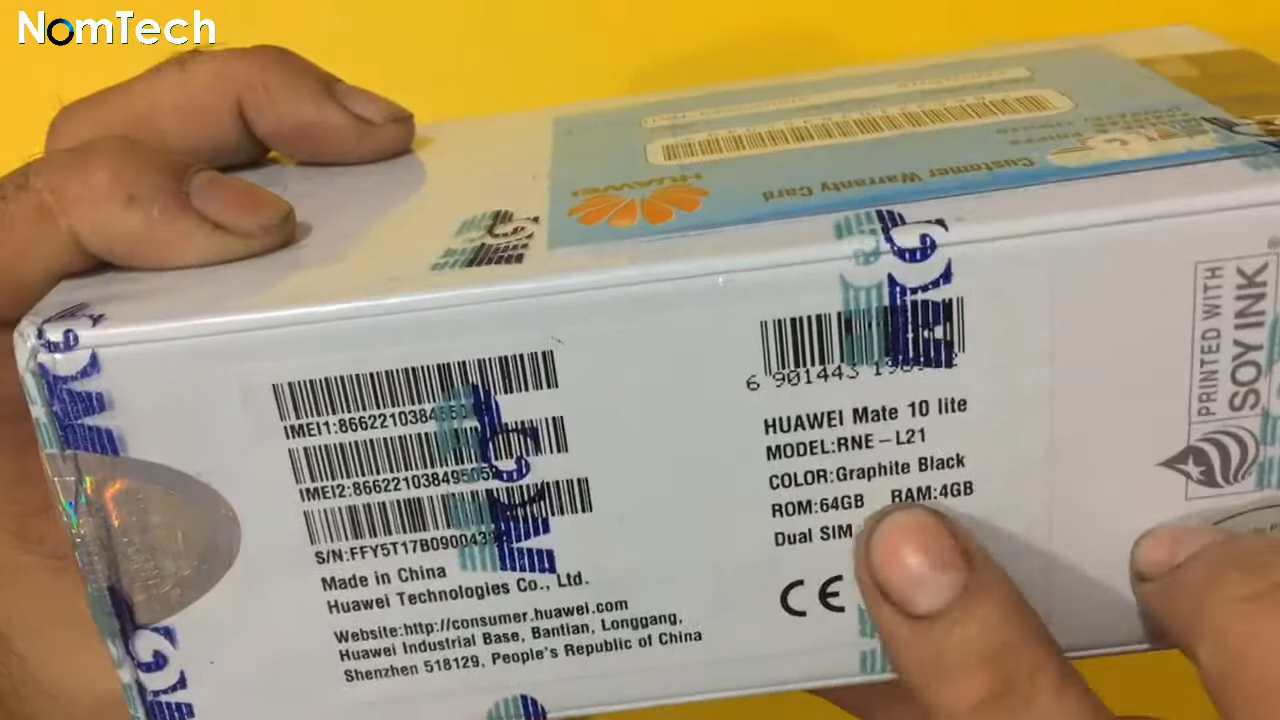 NomTech
Customer Warranty Card
HUAWEI
PRINTED WITH
SOY INK
IMEI1:8662210384
IMEI2:866221038495052
S/N:FFY5T17B090043
Made in China
Huawei Technologies Co., Ltd.
Website:http://consumer.huawei.com
Huawei Industrial Base, Bantian, Longgang,
Shenzhen 518129, People's Republic of China
6 901443
HUAWEI Mate 10 lite
MODEL:RNE-L21
COLOR:Graphite Black
ROM:64GB RAM:4GB
Dual SIM
CE